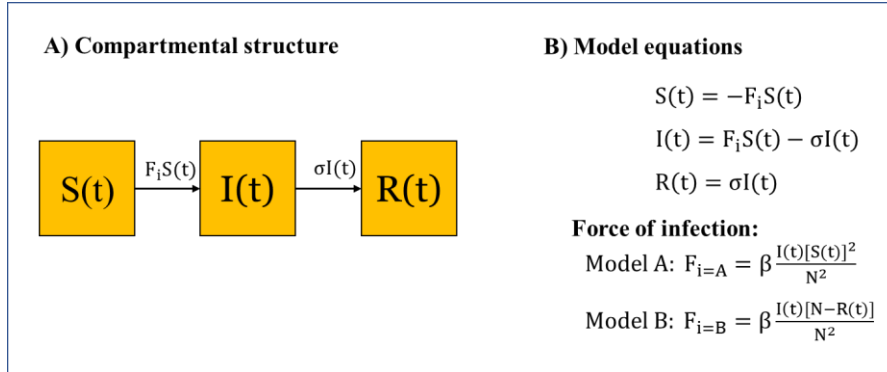 A) Compartmental structure
S(t)
FᵢS(t)
I(t)
σI(t)
R(t)
B) Model equations
S(t) = −FᵢS(t)
I(t) = FᵢS(t) − σI(t)
R(t) = σI(t)
Force of infection:
Model A: Fᵢ₌A = β I(t)[S(t)]² / N²
Model B: Fᵢ₌B = β I(t)[N−R(t)] / N²